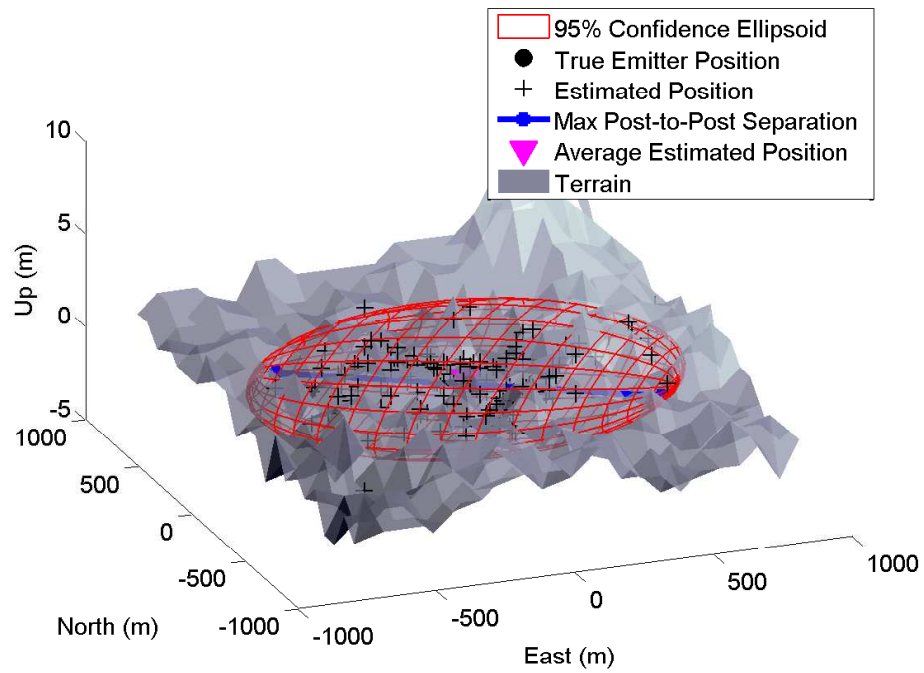 95% Confidence Ellipsoid
True Emitter Position
Estimated Position
Max Post-to-Post Separation
Average Estimated Position
Terrain
10
5
0
-5
Up (m)
1000
500
0
-500
-1000
North (m)
-1000
-500
0
500
1000
East (m)